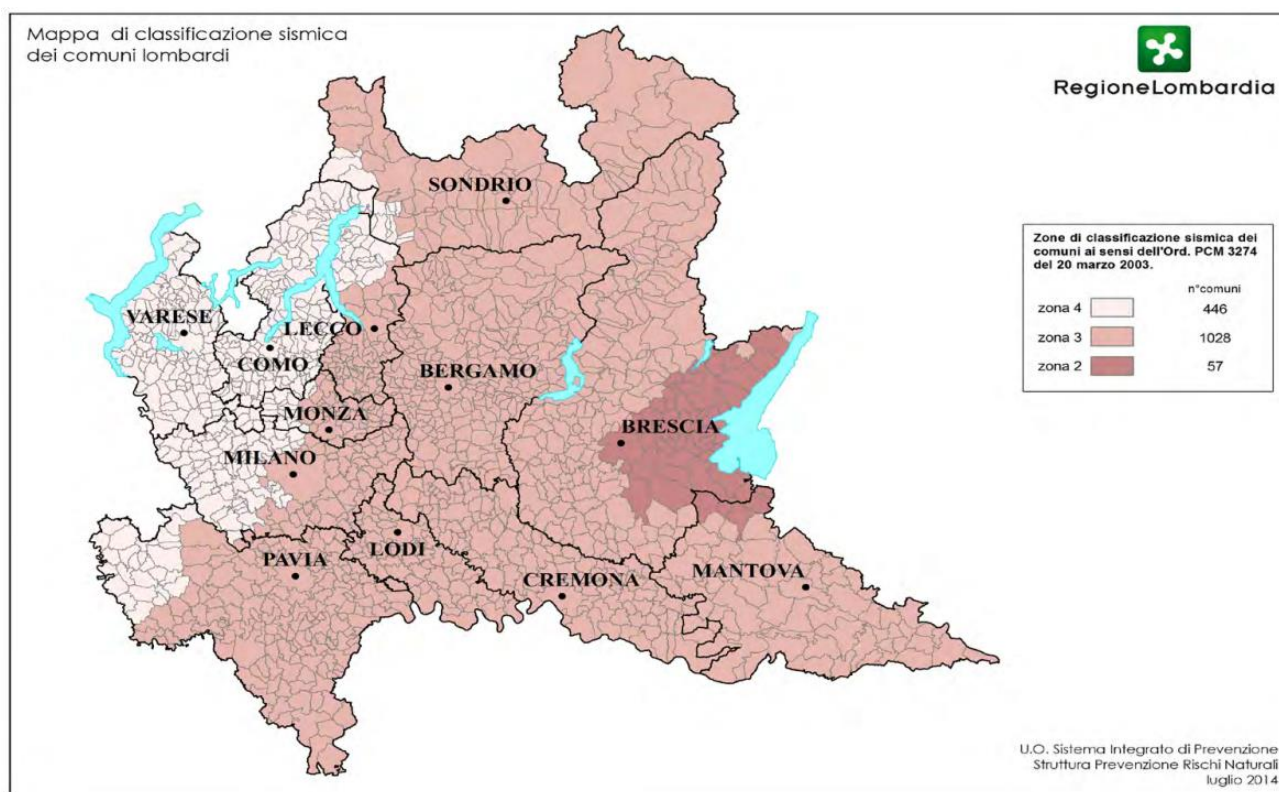 Mappa di classificazione sismica
dei comuni lombardi
RegioneLombardia
SONDRIO
VARESE
LECCO
COMO
BERGAMO
MONZA
BRESCIA
MILANO
PAVIA
LODI
CREMONA
MANTOVA
Zone di classificazione sismica dei
comuni ai sensi dell'Ord. PCM 3274
del 20 marzo 2003.
n°comuni
zona 4 446
zona 3 1028
zona 2 57
U.O. Sistema Integrato di Prevenzione
Struttura Prevenzione Rischi Naturali
luglio 2014